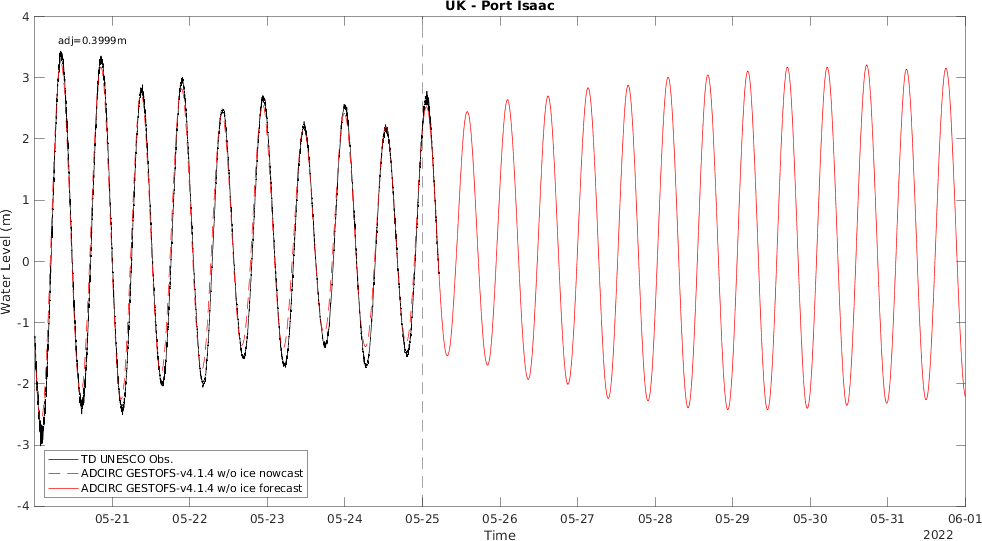 UK - Port Isaac
adj=0.3999m
4
3
2
1
0
-1
-2
-3
-4
Water Level (m)
TD UNESCO Obs.
ADCIRC GESTOFS-v4.1.4 w/o ice nowcast
ADCIRC GESTOFS-v4.1.4 w/o ice forecast
05-21 05-22 05-23 05-24 05-25 05-26 05-27 05-28 05-29 05-30 05-31 06-01
Time
2022